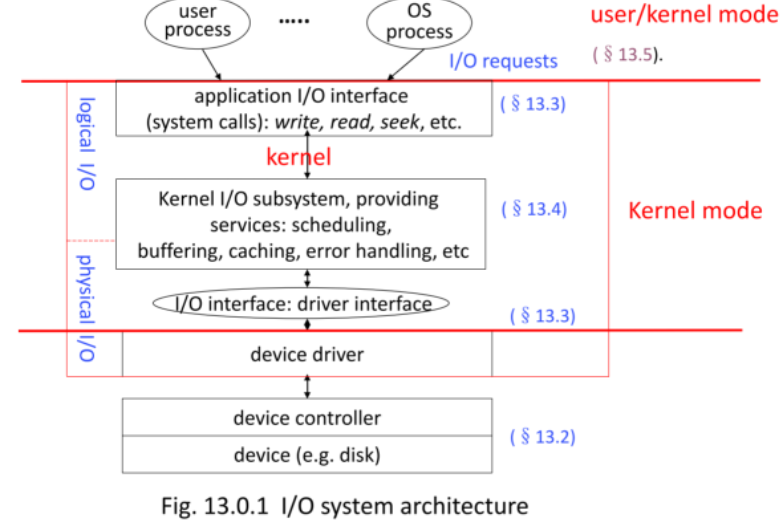 user
process
.....
OS
process
user/kernel mode
I/O requests
( § 13.5).
application I/O interface
(system calls): write, read, seek, etc.
( § 13.3)
logical I/O
kernel
Kernel I/O subsystem, providing
services: scheduling,
buffering, caching, error handling, etc
( § 13.4)
Kernel mode
physical I/O
I/O interface: driver interface
( § 13.3)
device driver
device controller
device (e.g. disk)
( § 13.2)
Fig. 13.0.1 I/O system architecture